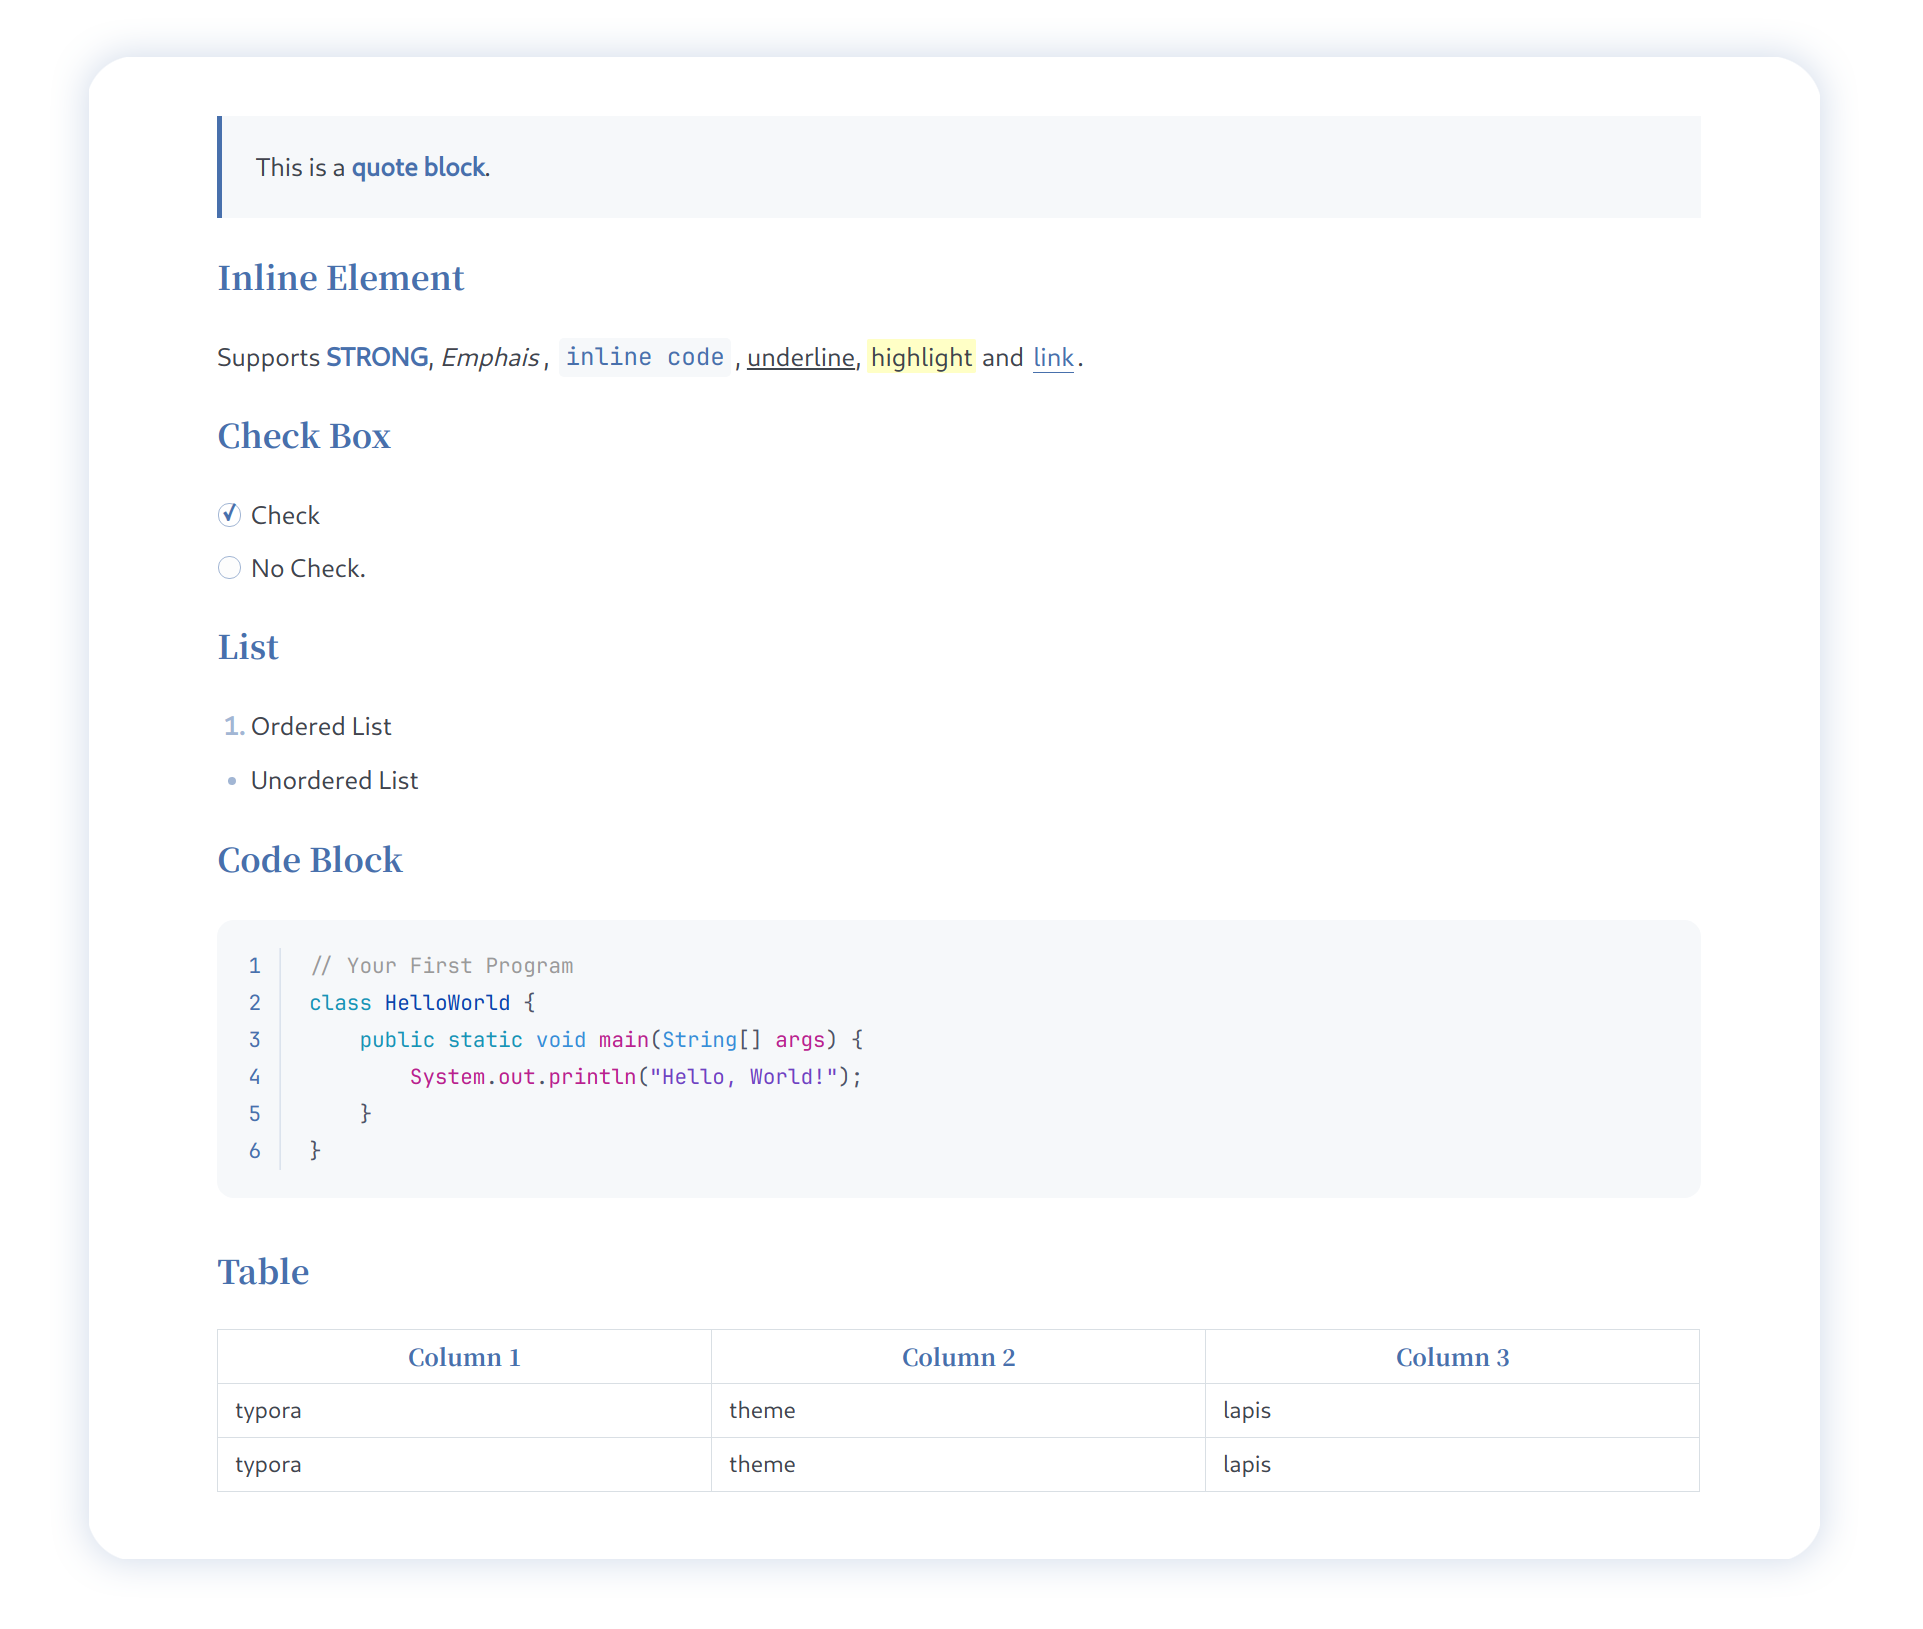 This is a quote block.
Inline Element
Supports STRONG, Emphais, inline code, underline, highlight and link.
Check Box
Check
No Check.
List
1. Ordered List
• Unordered List
Code Block
1 // Your First Program
2 class HelloWorld {
3     public static void main(String[] args) {
4         System.out.println("Hello, World!");
5     }
6 }
Table
Column 1 Column 2 Column 3
typora theme lapis
typora theme lapis